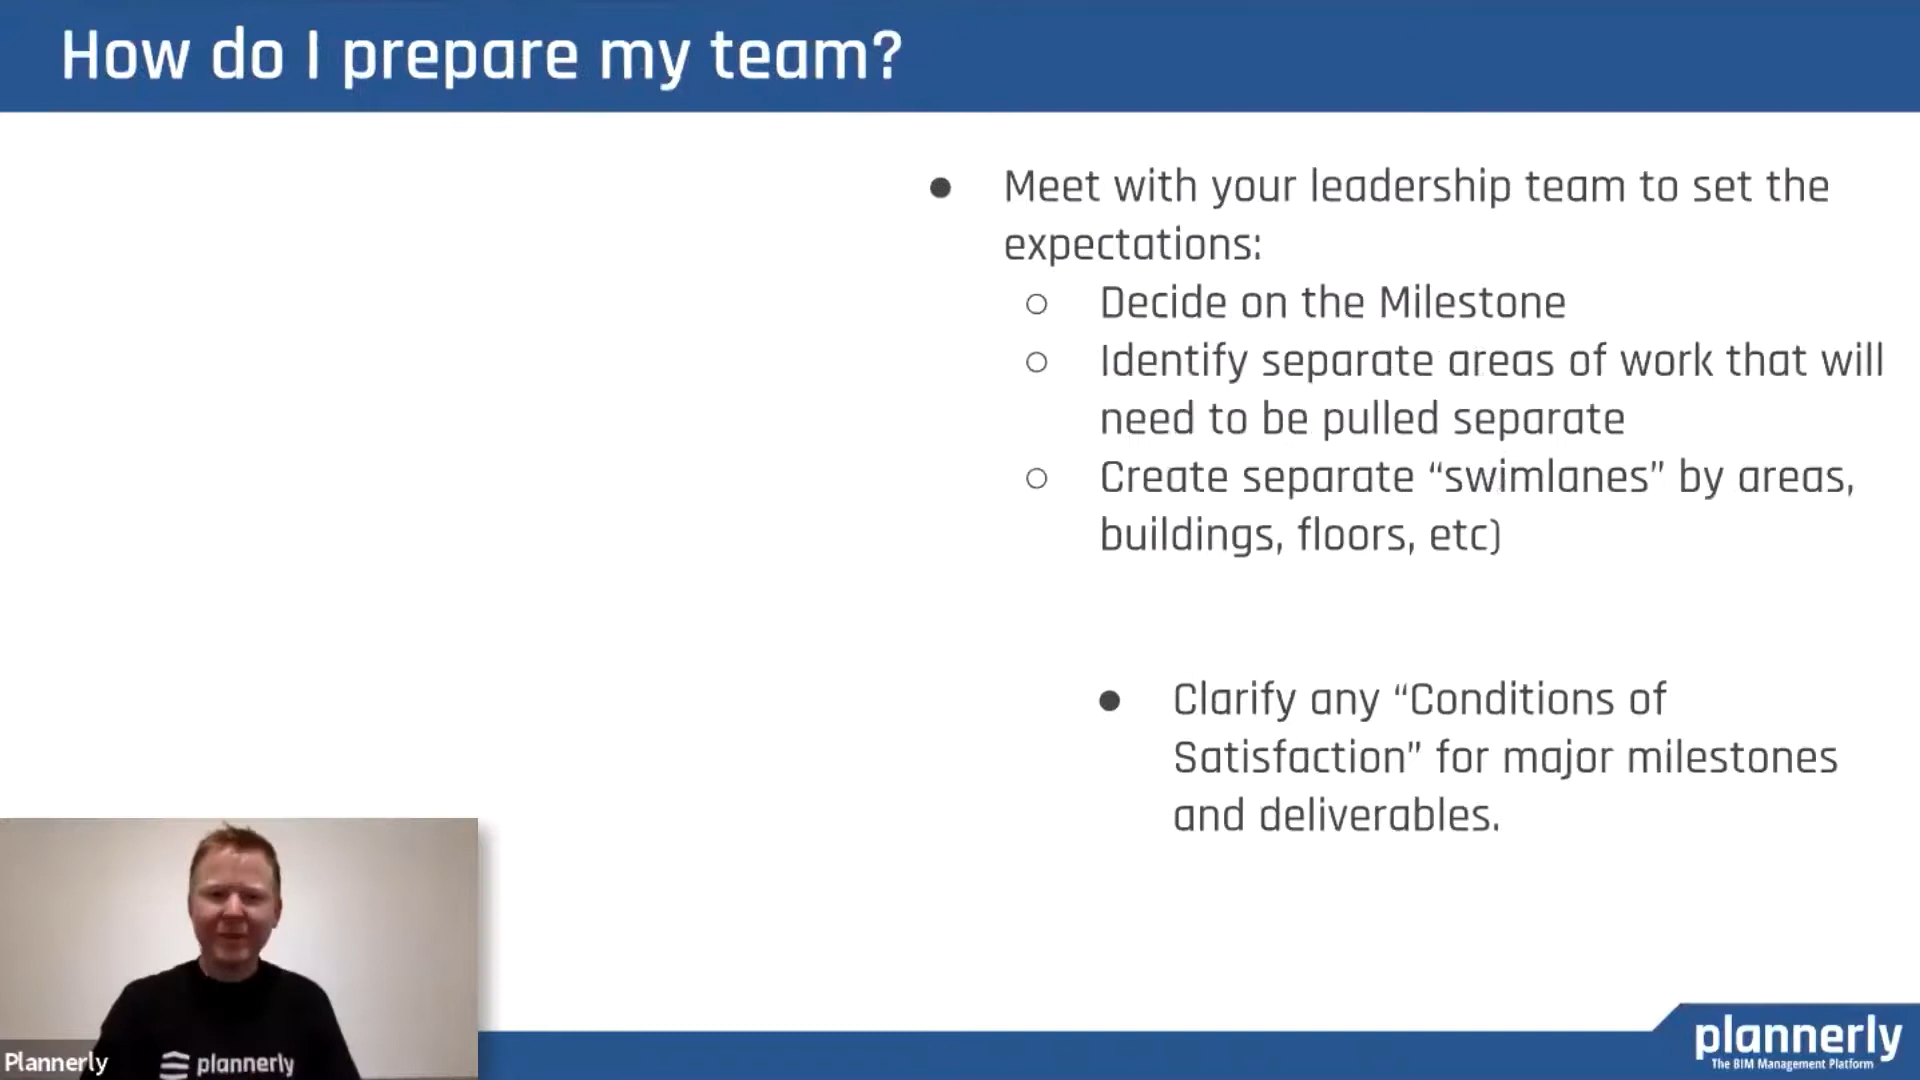 How do I prepare my team?
● Meet with your leadership team to set the
expectations:
○ Decide on the Milestone
○ Identify separate areas of work that will
need to be pulled separate
○ Create separate “swimlanes” by areas,
buildings, floors, etc)
● Clarify any “Conditions of
Satisfaction” for major milestones
and deliverables.
Plannerly
plannerly
plannerly
The BIM Management Platform